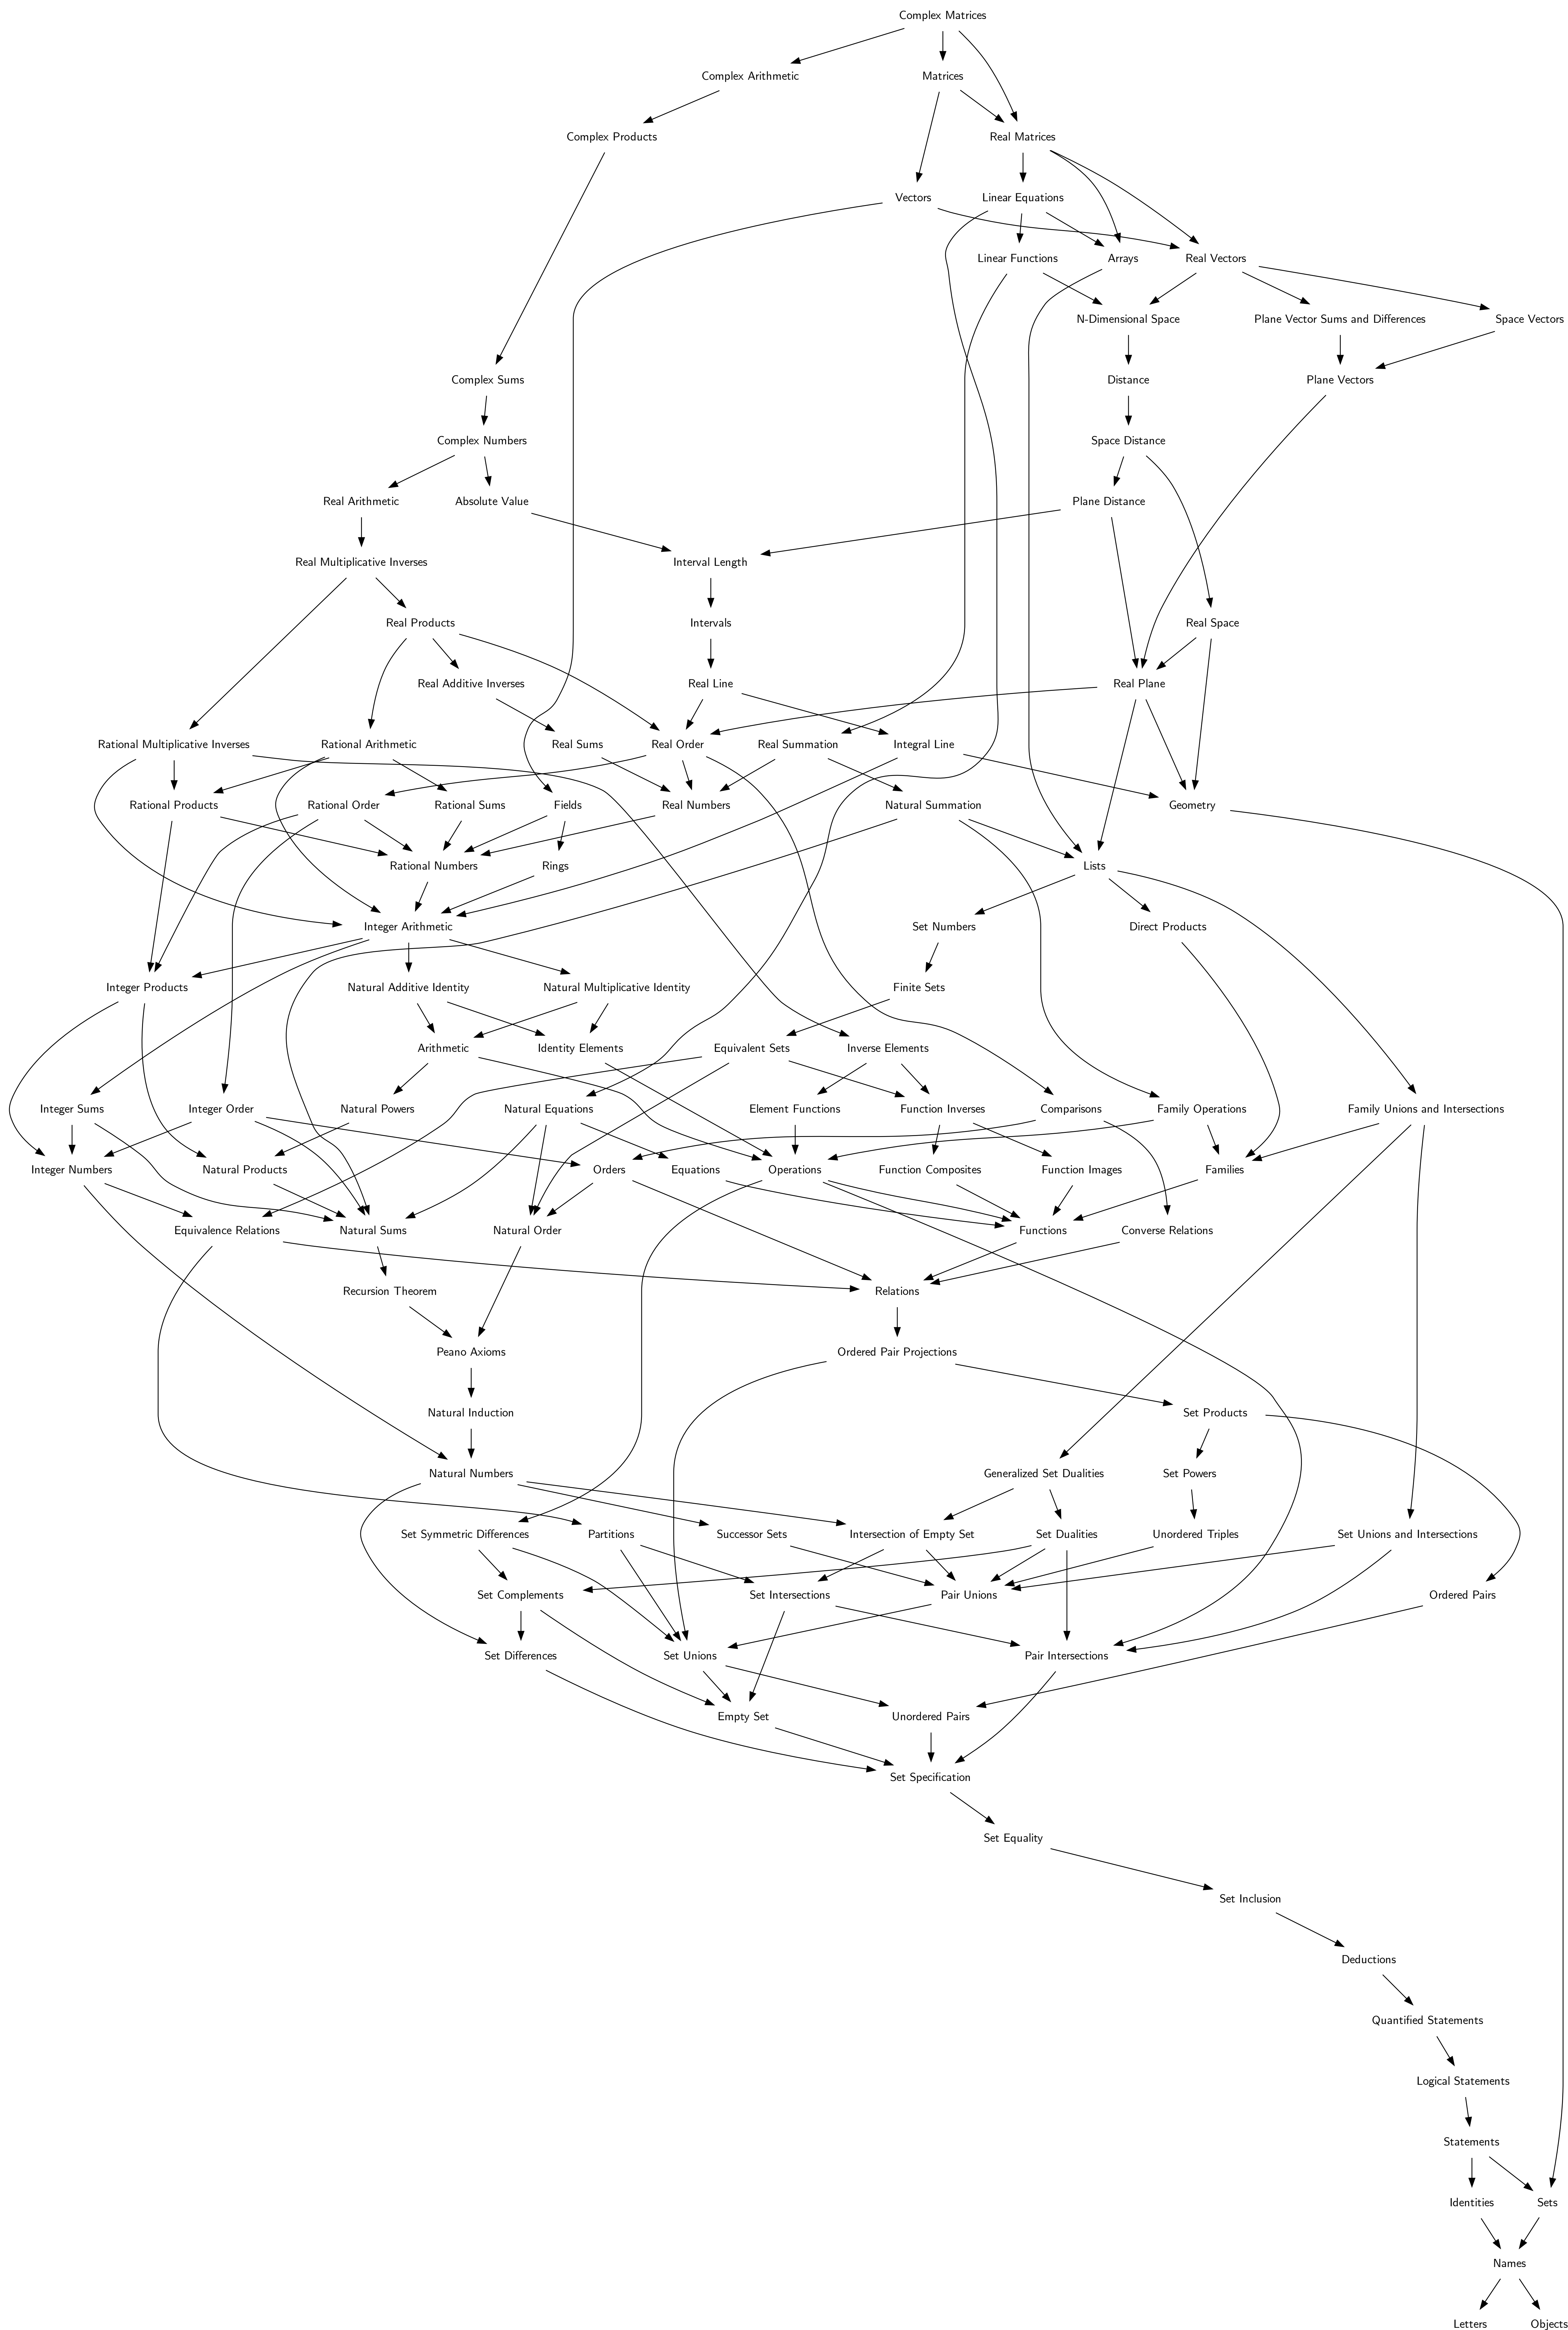 Complex Matrices
Complex Arithmetic
Matrices
Complex Products
Real Matrices
Vectors
Linear Equations
Linear Functions
Arrays
Real Vectors
N-Dimensional Space
Plane Vector Sums and Differences
Space Vectors
Complex Sums
Distance
Plane Vectors
Complex Numbers
Space Distance
Real Arithmetic
Absolute Value
Plane Distance
Real Multiplicative Inverses
Interval Length
Real Products
Intervals
Real Space
Real Additive Inverses
Real Line
Real Plane
Rational Multiplicative Inverses
Rational Arithmetic
Real Sums
Real Order
Real Summation
Integral Line
Rational Products
Rational Order
Rational Sums
Fields
Real Numbers
Natural Summation
Geometry
Rational Numbers
Rings
Lists
Integer Arithmetic
Set Numbers
Direct Products
Integer Products
Natural Additive Identity
Natural Multiplicative Identity
Finite Sets
Arithmetic
Identity Elements
Equivalent Sets
Inverse Elements
Integer Sums
Integer Order
Natural Powers
Natural Equations
Element Functions
Function Inverses
Comparisons
Family Operations
Family Unions and Intersections
Integer Numbers
Natural Products
Orders
Equations
Operations
Function Composites
Function Images
Families
Equivalence Relations
Natural Sums
Natural Order
Functions
Converse Relations
Recursion Theorem
Relations
Peano Axioms
Ordered Pair Projections
Natural Induction
Set Products
Natural Numbers
Generalized Set Dualities
Set Powers
Set Symmetric Differences
Partitions
Successor Sets
Intersection of Empty Set
Set Dualities
Unordered Triples
Set Unions and Intersections
Set Complements
Set Intersections
Pair Unions
Ordered Pairs
Set Differences
Set Unions
Pair Intersections
Empty Set
Unordered Pairs
Set Specification
Set Equality
Set Inclusion
Deductions
Quantified Statements
Logical Statements
Statements
Identities
Sets
Names
Letters
Objects